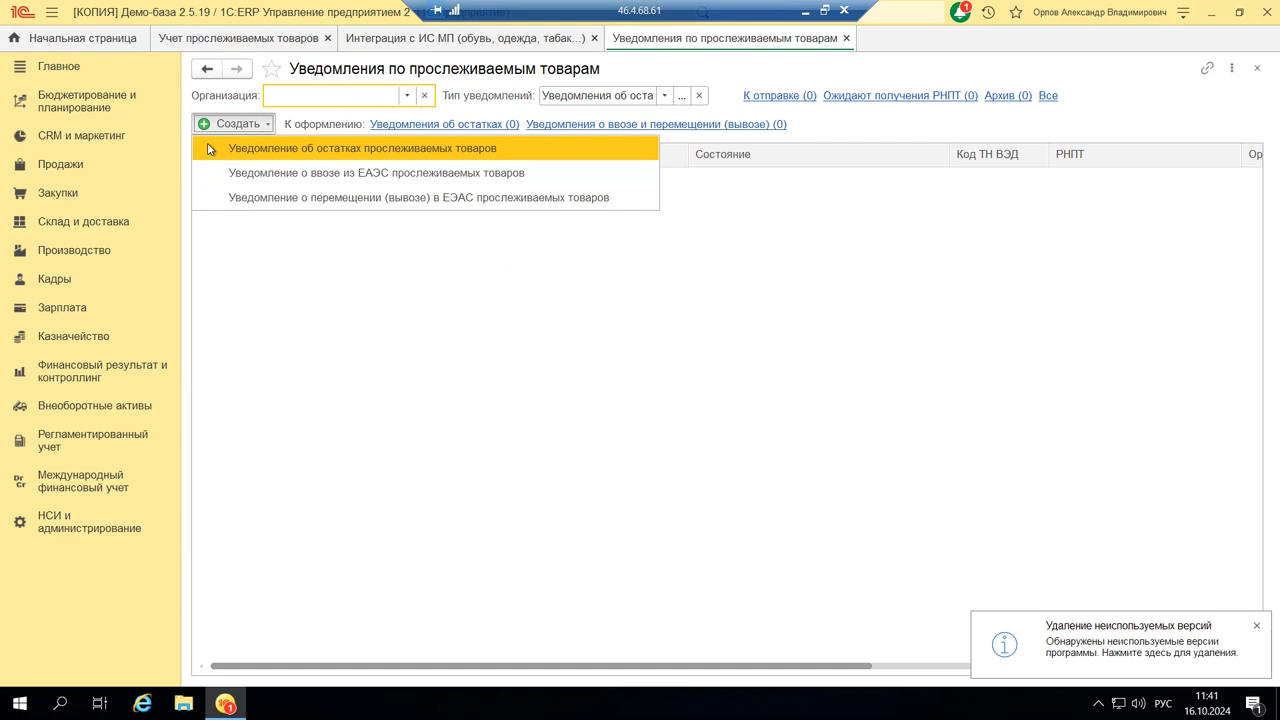 [КОПИЯ] Демо-база 2.5.19 / 1С:ERP Управление предприятием 2
46.4.68.61
1
Орлов Александр Владимирович
Начальная страница
Учет прослеживаемых товаров ×
Интеграция с ИС МП (обувь, одежда, табак...) ×
Уведомления по прослеживаемым товарам ×
Главное
Бюджетирование и
планирование
CRM и маркетинг
Продажи
Закупки
Склад и доставка
Производство
Кадры
Зарплата
Казначейство
Финансовый результат и
контроллинг
Внеоборотные активы
Регламентированный
учет
Международный
финансовый учет
НСИ и
администрирование
Уведомления по прослеживаемым товарам
Организация:
Тип уведомлений: Уведомления об оста
К отправке (0) Ожидают получения РНПТ (0) Архив (0) Все
Создать
К оформлению: Уведомления об остатках (0) Уведомления о ввозе и перемещении (вывозе) (0)
Уведомление об остатках прослеживаемых товаров
Уведомление о ввозе из ЕАЭС прослеживаемых товаров
Уведомление о перемещении (вывозе) в ЕЭАС прослеживаемых товаров
Состояние
Код ТН ВЭД
РНПТ
Ор
Удаление неиспользуемых версий
Обнаружены неиспользуемые версии
программы. Нажмите здесь для удаления.
РУС
11:41
16.10.2024
1